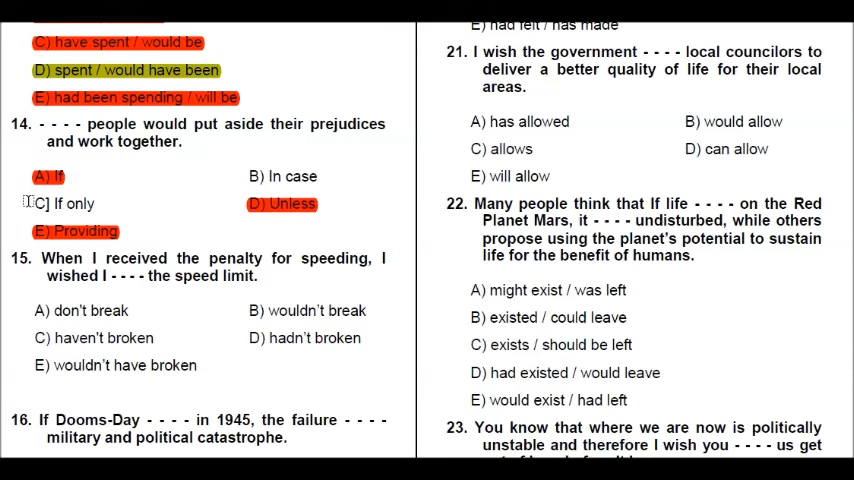 C) have spent / would be
D) spent / would have been
E) had been spending / will be
14. - - - - people would put aside their prejudices
and work together.
A) If
B) In case
C] If only
D) Unless
E) Providing
15. When I received the penalty for speeding, I
wished I - - - - the speed limit.
A) don't break
B) wouldn't break
C) haven't broken
D) hadn't broken
E) wouldn't have broken
16. If Dooms-Day - - - - in 1945, the failure - - - -
military and political catastrophe.
E) had felt / has made
21. I wish the government - - - - local councilors to
deliver a better quality of life for their local
areas.
A) has allowed
B) would allow
C) allows
D) can allow
E) will allow
22. Many people think that If life - - - - on the Red
Planet Mars, it - - - - undisturbed, while others
propose using the planet's potential to sustain
life for the benefit of humans.
A) might exist / was left
B) existed / could leave
C) exists / should be left
D) had existed / would leave
E) would exist / had left
23. You know that where we are now is politically
unstable and therefore I wish you - - - - us get